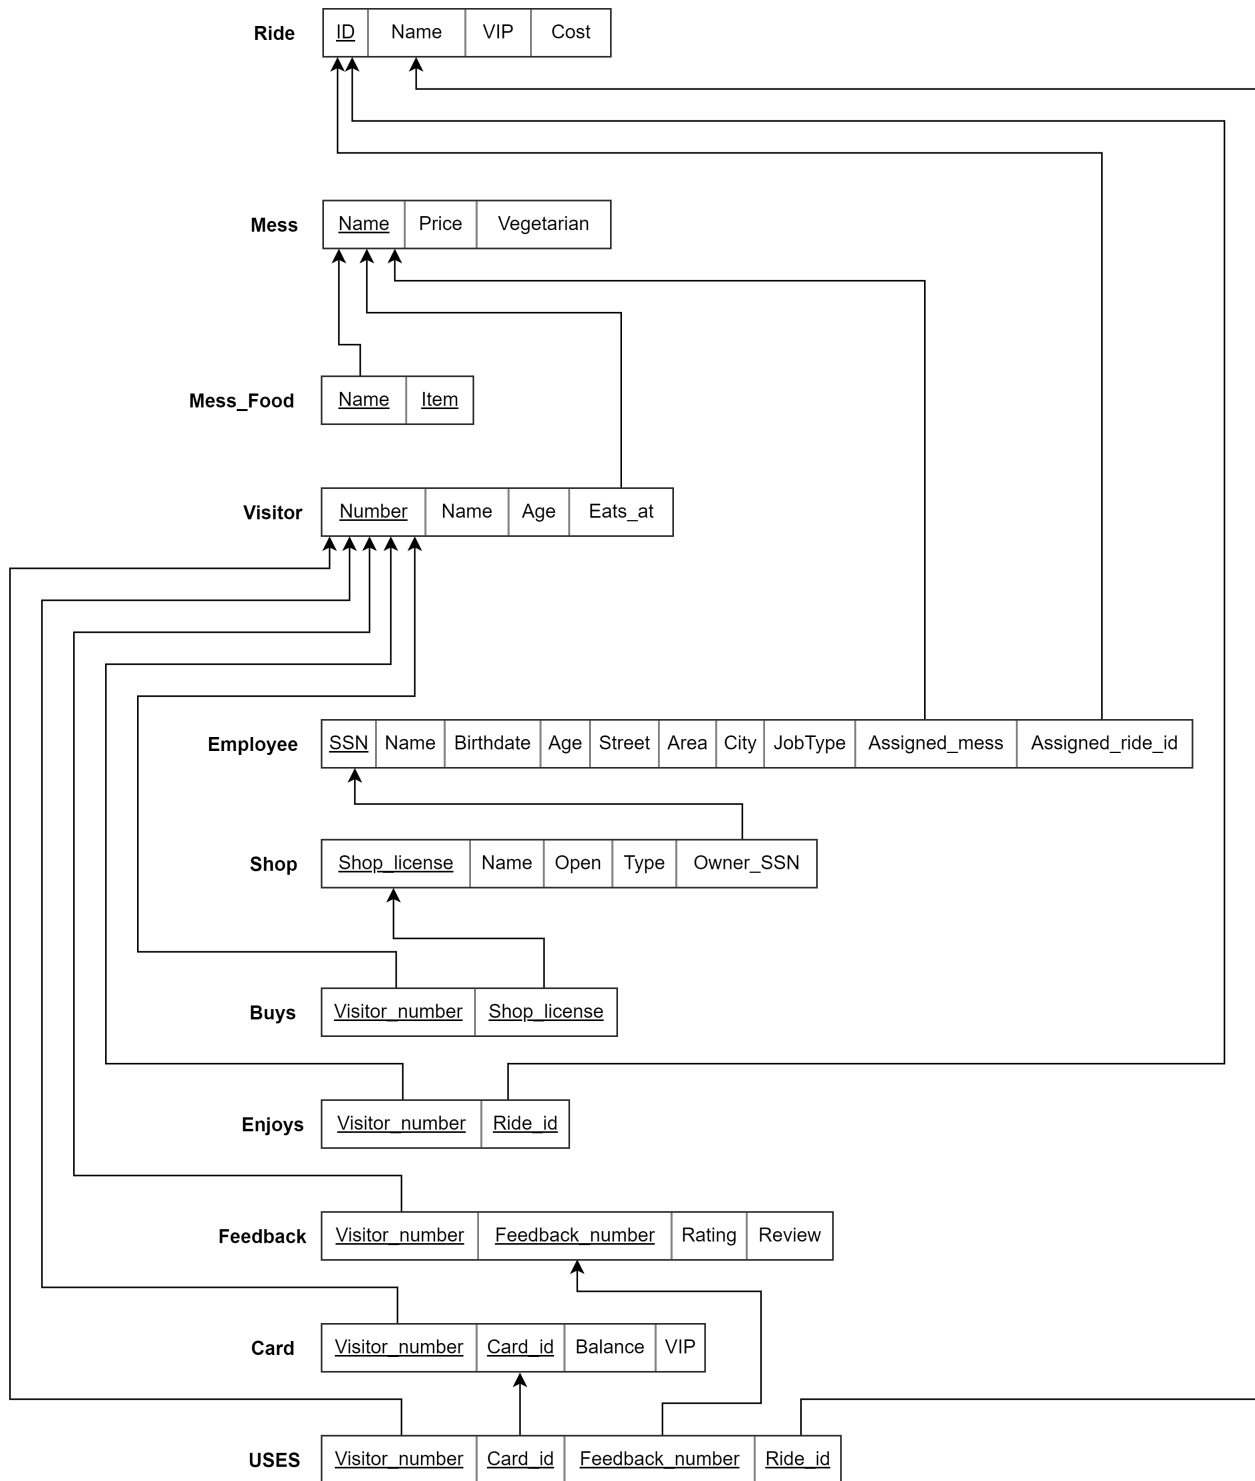 Ride ID Name VIP Cost
Mess Name Price Vegetarian
Mess_Food Name Item
Visitor Number Name Age Eats_at
Employee SSN Name Birthdate Age Street Area City JobType Assigned_mess Assigned_ride_id
Shop Shop_license Name Open Type Owner_SSN
Buys Visitor_number Shop_license
Enjoys Visitor_number Ride_id
Feedback Visitor_number Feedback_number Rating Review
Card Visitor_number Card_id Balance VIP
USES Visitor_number Card_id Feedback_number Ride_id